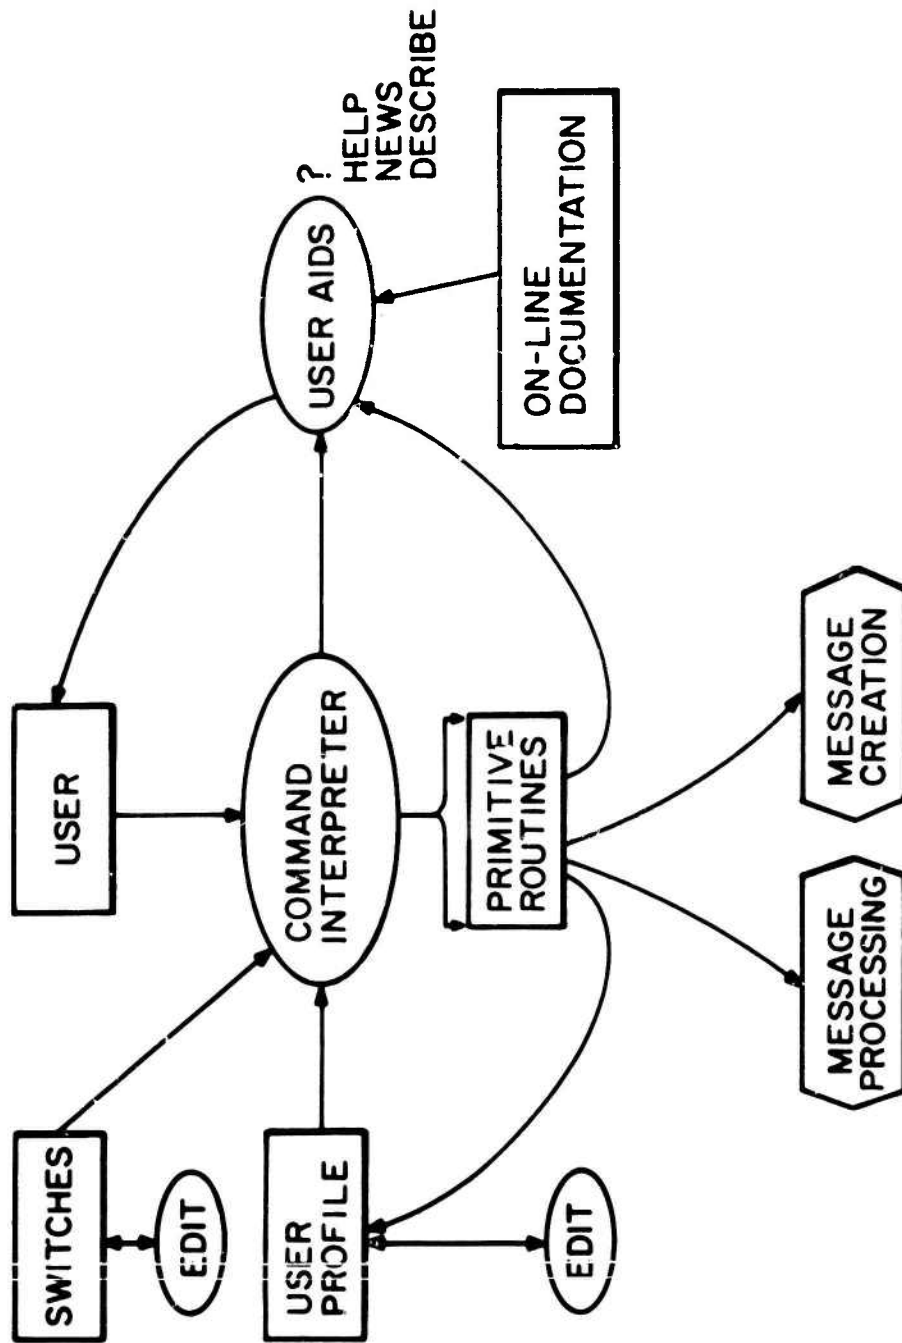 SWITCHES
USER
EDIT
?
HELP
NEWS
DESCRIBE
USER
PROFILE
COMMAND
INTERPRETER
USER AIDS
EDIT
PRIMITIVE
ROUTINES
ON-LINE
DOCUMENTATION
MESSAGE
PROCESSING
MESSAGE
CREATION